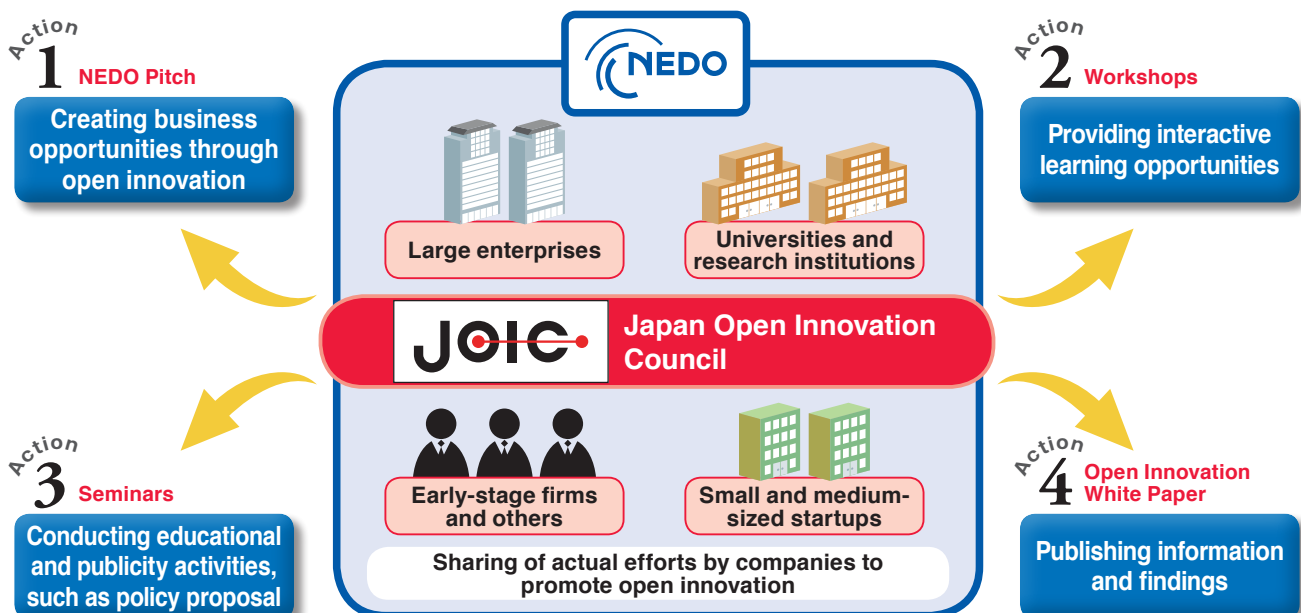 Action
1 NEDO Pitch
Creating business
opportunities through
open innovation
NEDO
Action
2 Workshops
Providing interactive
learning opportunities
Large enterprises
Universities and
research institutions
JOIC
Japan Open Innovation
Council
Early-stage firms
and others
Small and medium-
sized startups
Sharing of actual efforts by companies to
promote open innovation
Action
3 Seminars
Conducting educational
and publicity activities,
such as policy proposal
Action
4 Open Innovation
White Paper
Publishing information
and findings